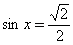 sin x = √2/2